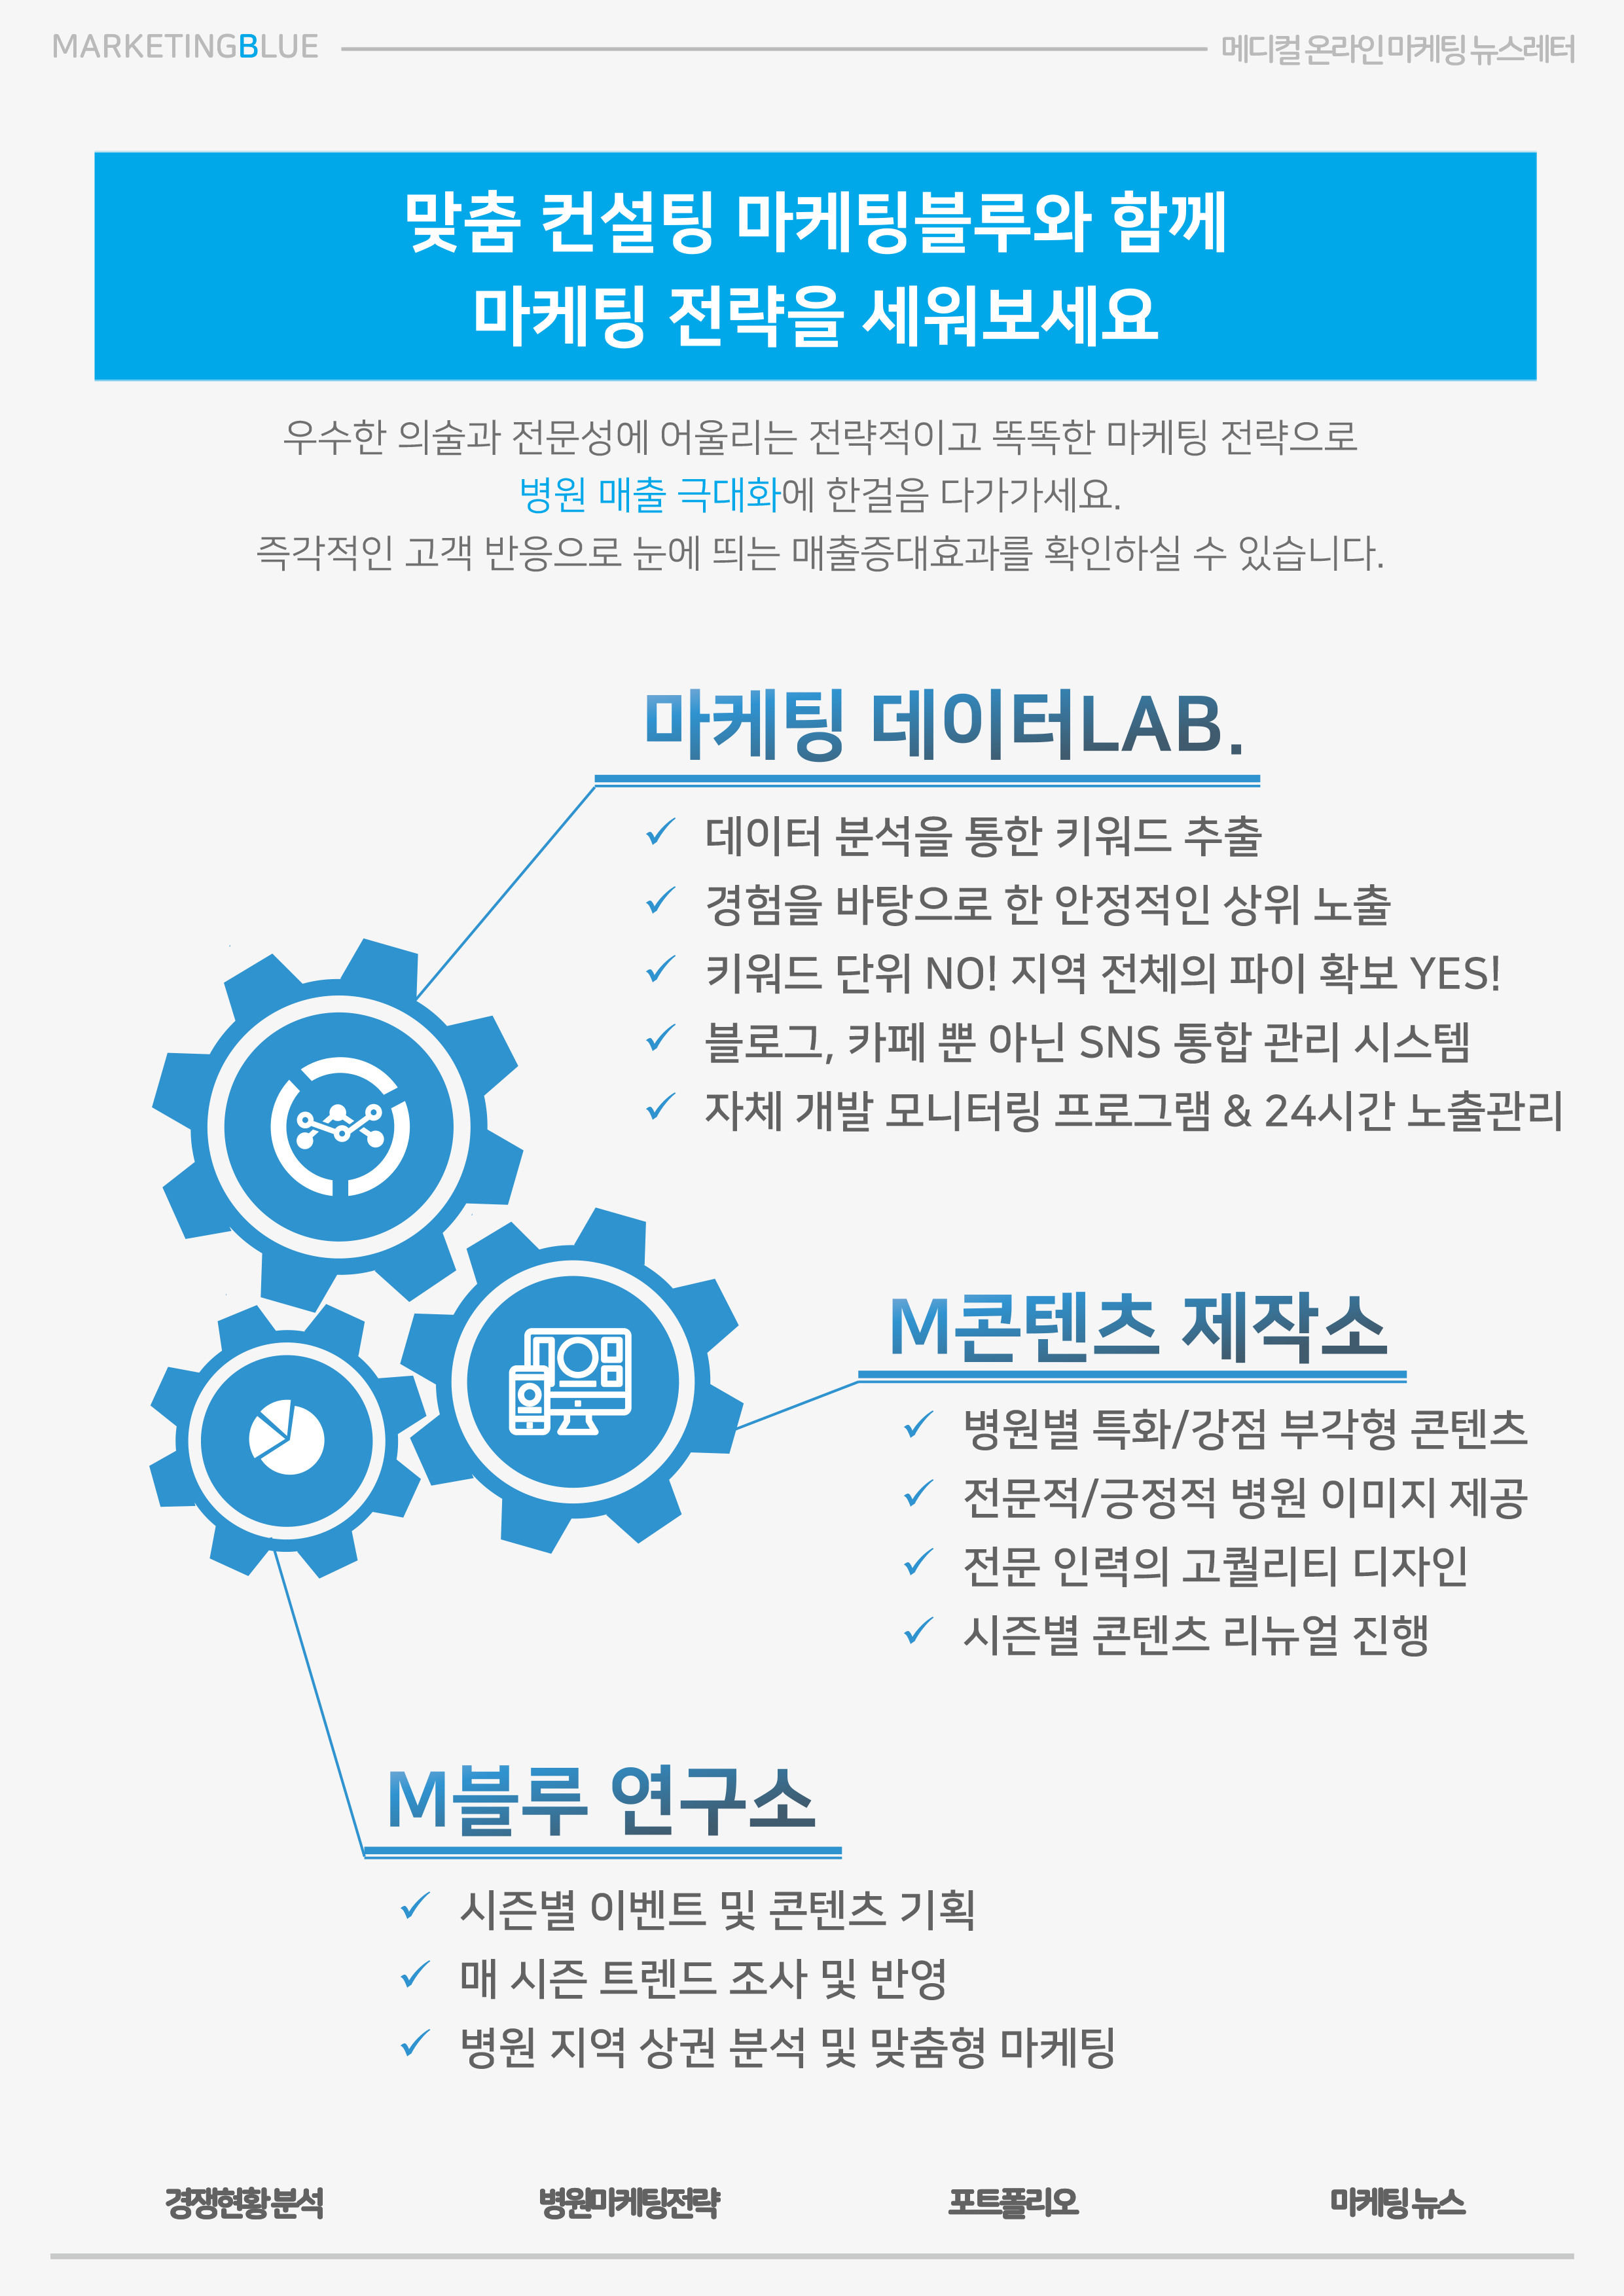 MARKETINGBLUE
메디컬 온라인 마케팅 뉴스레터
맞춤 컨설팅 마케팅블루와 함께
마케팅 전략을 세워보세요
우수한 의술과 전문성에 어울리는 전략적이고 똑똑한 마케팅 전략으로
병원 매출 극대화에 한걸음 다가가세요.
즉각적인 고객 반응으로 눈에 띄는 매출증대효과를 확인하실 수 있습니다.
마케팅 데이터LAB.
데이터 분석을 통한 키워드 추출
경험을 바탕으로 한 안정적인 상위 노출
키워드 단위 NO! 지역 전체의 파이 확보 YES!
블로그, 카페 뿐 아닌 SNS 통합 관리 시스템
자체 개발 모니터링 프로그램 & 24시간 노출관리
M콘텐츠 제작소
병원별 특화/강점 부각형 콘텐츠
전문적/긍정적 병원 이미지 제공
전문 인력의 고퀄리티 디자인
시즌별 콘텐츠 리뉴얼 진행
M블루 연구소
시즌별 이벤트 및 콘텐츠 기획
매 시즌 트렌드 조사 및 반영
병원 지역 상권 분석 및 맞춤형 마케팅
경쟁현황 분석
병원마케팅전략
포트폴리오
마케팅 뉴스